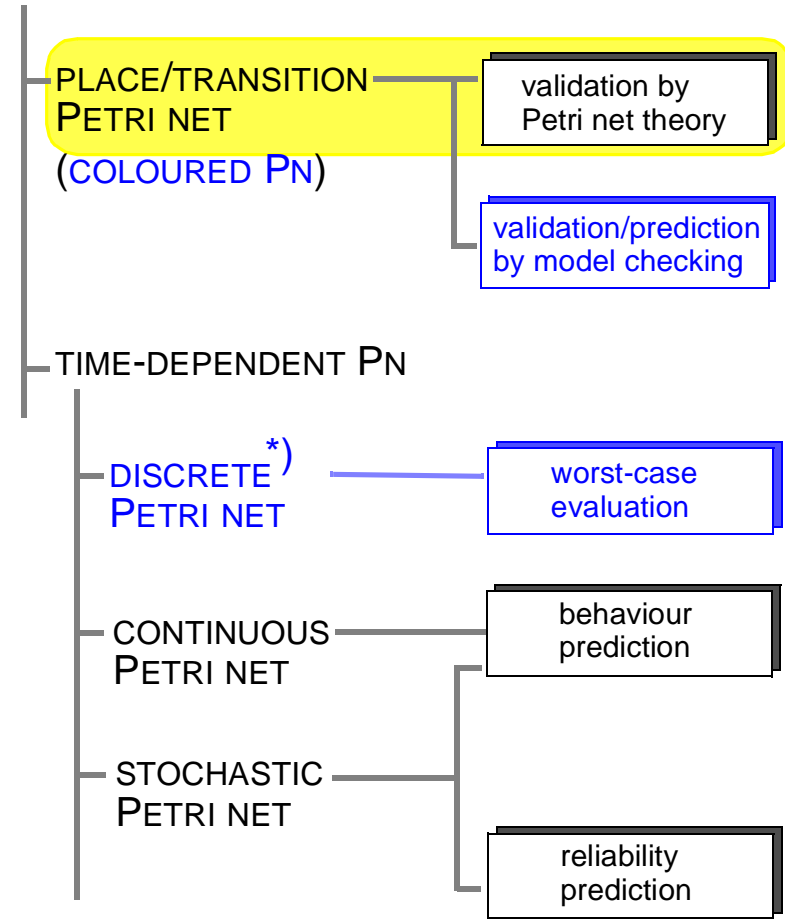 PLACE/TRANSITION
PETRI NET
(COLOURED PN)
validation by
Petri net theory
validation/prediction
by model checking
TIME-DEPENDENT PN
DISCRETE*)
PETRI NET
worst-case
evaluation
CONTINUOUS
PETRI NET
behaviour
prediction
STOCHASTIC
PETRI NET
reliability
prediction